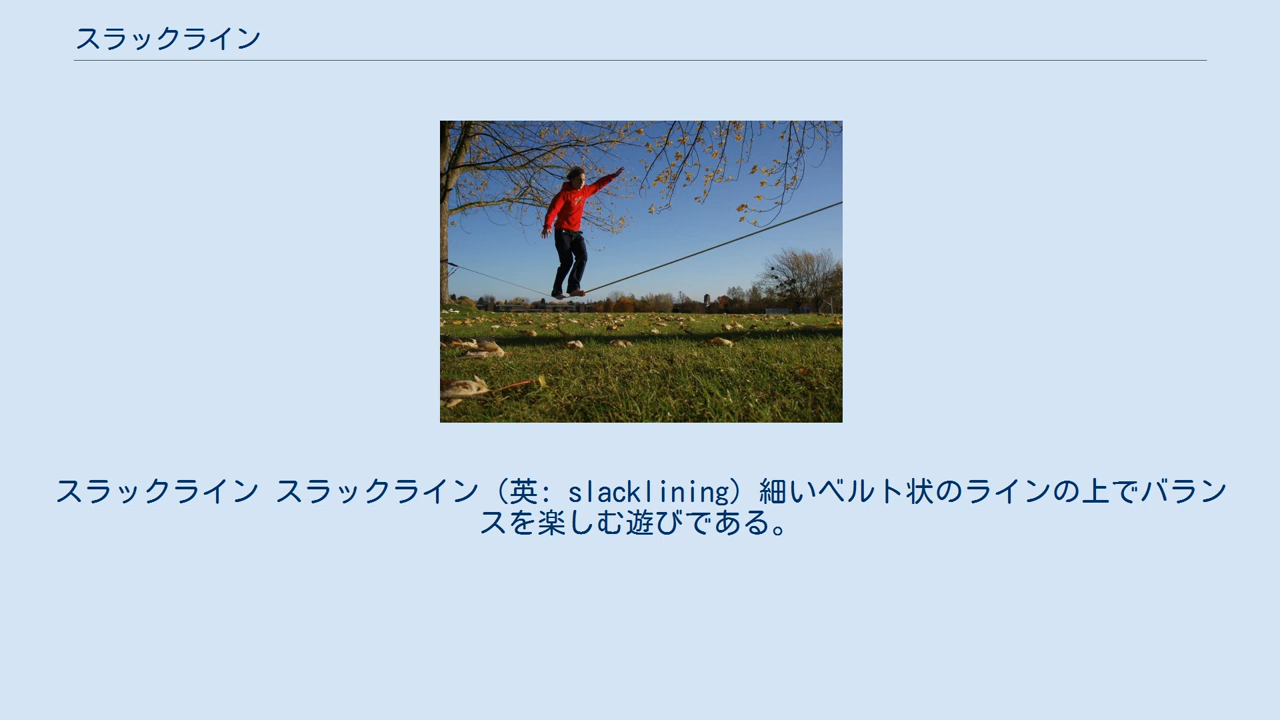 スラックライン
スラックライン スラックライン（英: slacklining）細いベルト状のラインの上でバラン
スを楽しむ遊びである。